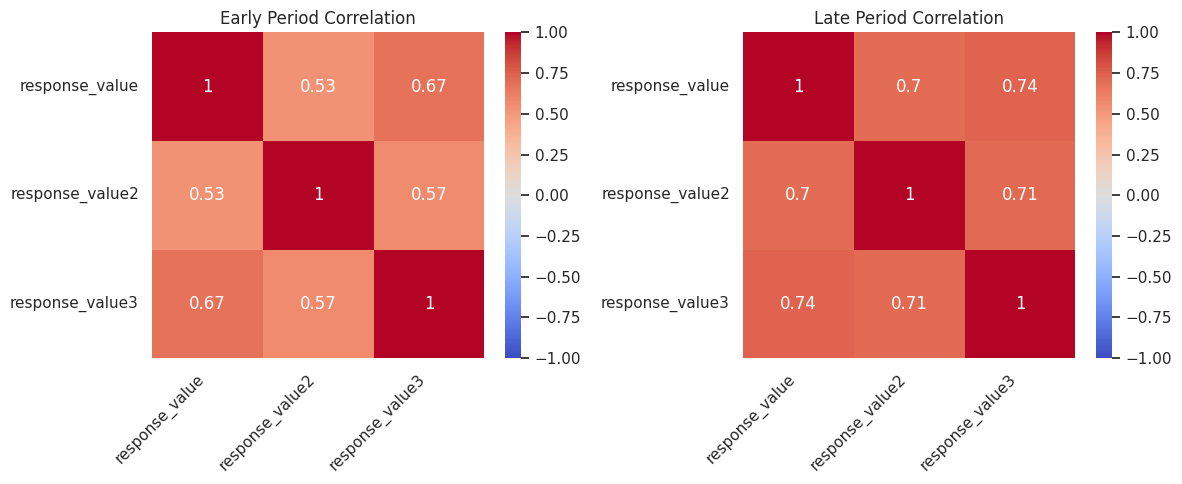 Early Period Correlation
response_value
response_value2
response_value3
1 0.53 0.67
0.53 1 0.57
0.67 0.57 1
response_value
response_value2
response_value3
1.00
0.75
0.50
0.25
0.00
−0.25
−0.50
−0.75
−1.00
Late Period Correlation
response_value
response_value2
response_value3
1 0.7 0.74
0.7 1 0.71
0.74 0.71 1
response_value
response_value2
response_value3
1.00
0.75
0.50
0.25
0.00
−0.25
−0.50
−0.75
−1.00